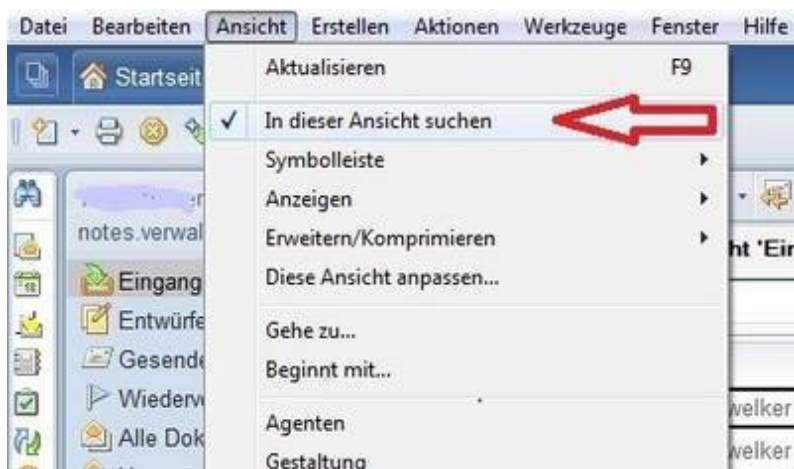 Datei Bearbeiten Ansicht Erstellen Aktionen Werkzeuge Fenster Hilfe
Startseit
Aktualisieren F9
In dieser Ansicht suchen
Symbolleiste
Anzeigen
notes.verwal
Erweitern/Komprimieren
ht 'Ein
Eingang
Diese Ansicht anpassen...
Entwürfe
Gehe zu...
Gesende
Beginnt mit...
Wiederv
welker
Alle Dok
Agenten
welker
Gestaltung